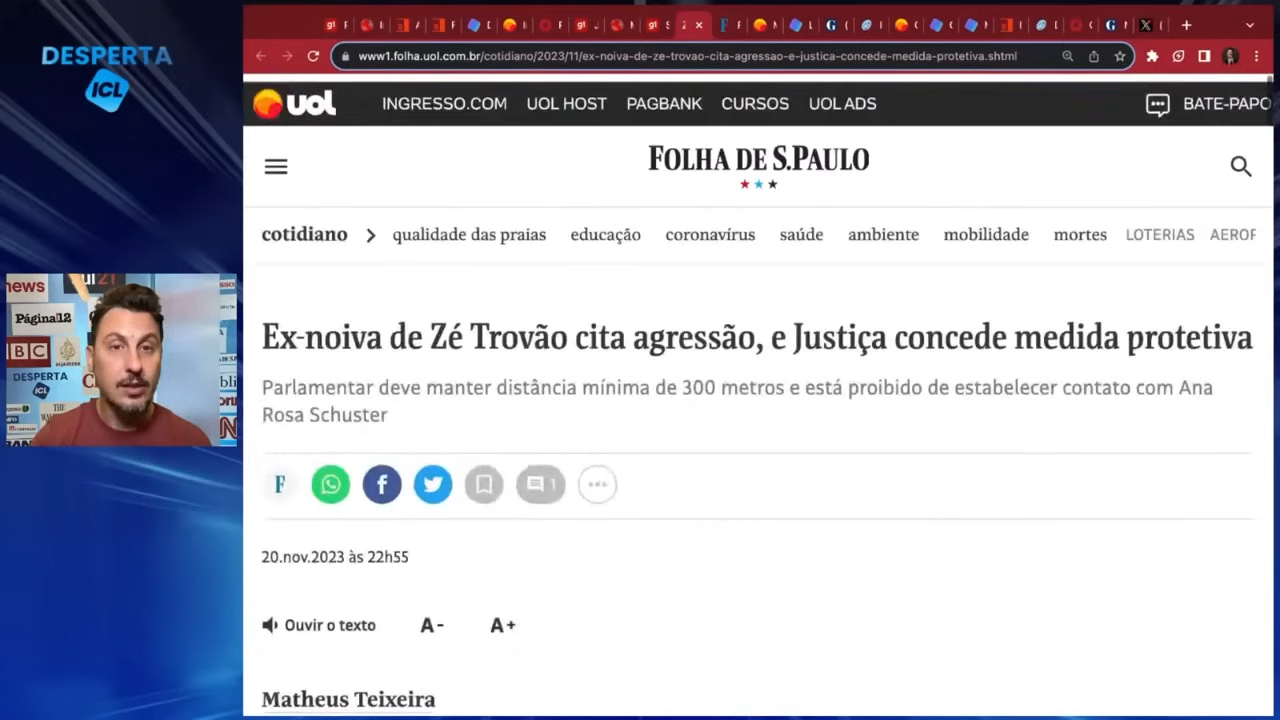 DESPERTA
ICL
www1.folha.uol.com.br/cotidiano/2023/11/ex-noiva-de-ze-trovao-cita-agressao-e-justica-concede-medida-protetiva.shtml
UOL
INGRESSO.COM UOL HOST PAGBANK CURSOS UOL ADS BATE-PAPO
FOLHA DE S.PAULO
cotidiano > qualidade das praias educação coronavírus saúde ambiente mobilidade mortes LOTERIAS AEROP
Ex-noiva de Zé Trovão cita agressão, e Justiça concede medida protetiva
Parlamentar deve manter distância mínima de 300 metros e está proibido de estabelecer contato com Ana
Rosa Schuster
F 1
20.nov.2023 às 22h55
Ouvir o texto A- A+
Matheus Teixeira
news
Página12
BC
DESPERTA
ICL